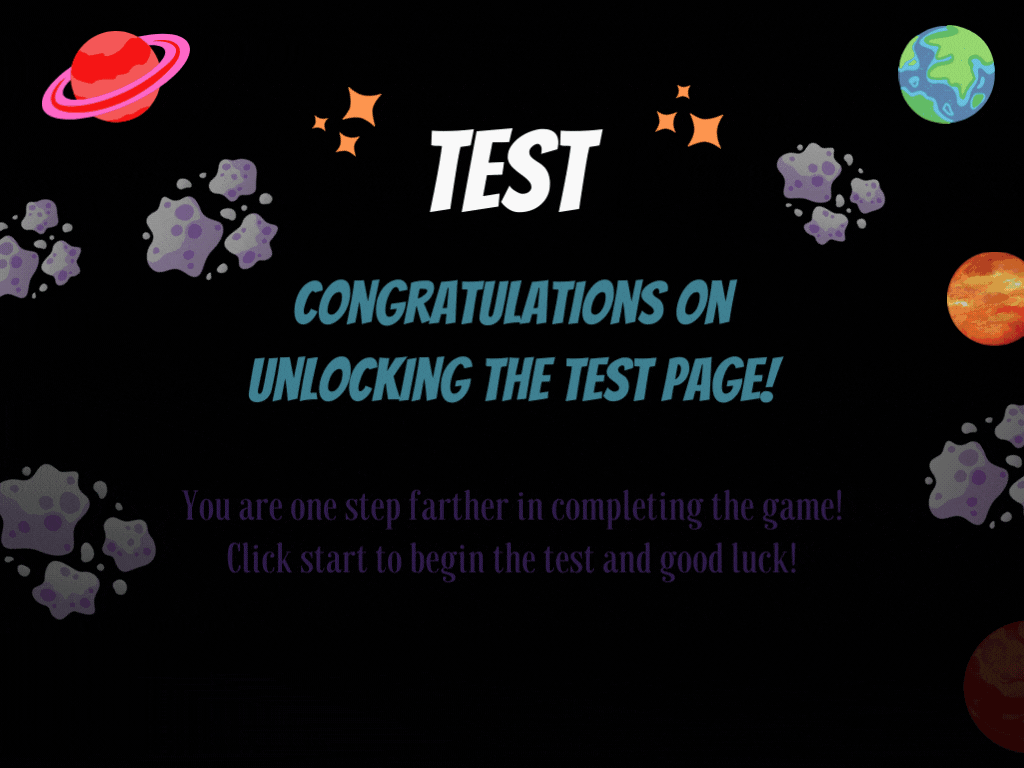 TEST
CONGRATULATIONS ON
UNLOCKING THE TEST PAGE!
You are one step farther in completing the game!
Click start to begin the test and good luck!